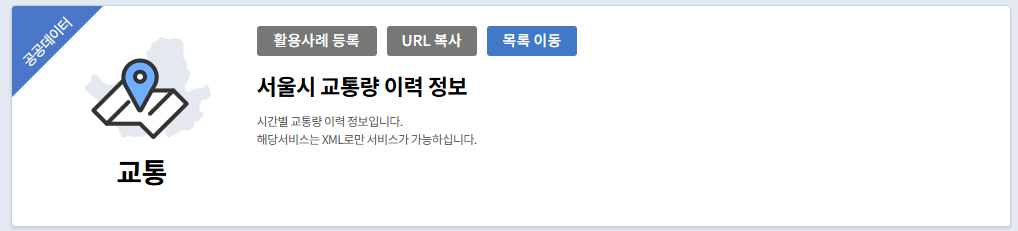 공공데이터
교통
활용사례 등록
URL 복사
목록 이동
서울시 교통량 이력 정보
시간별 교통량 이력 정보입니다.
해당서비스는 XML로만 서비스가 가능하십니다.